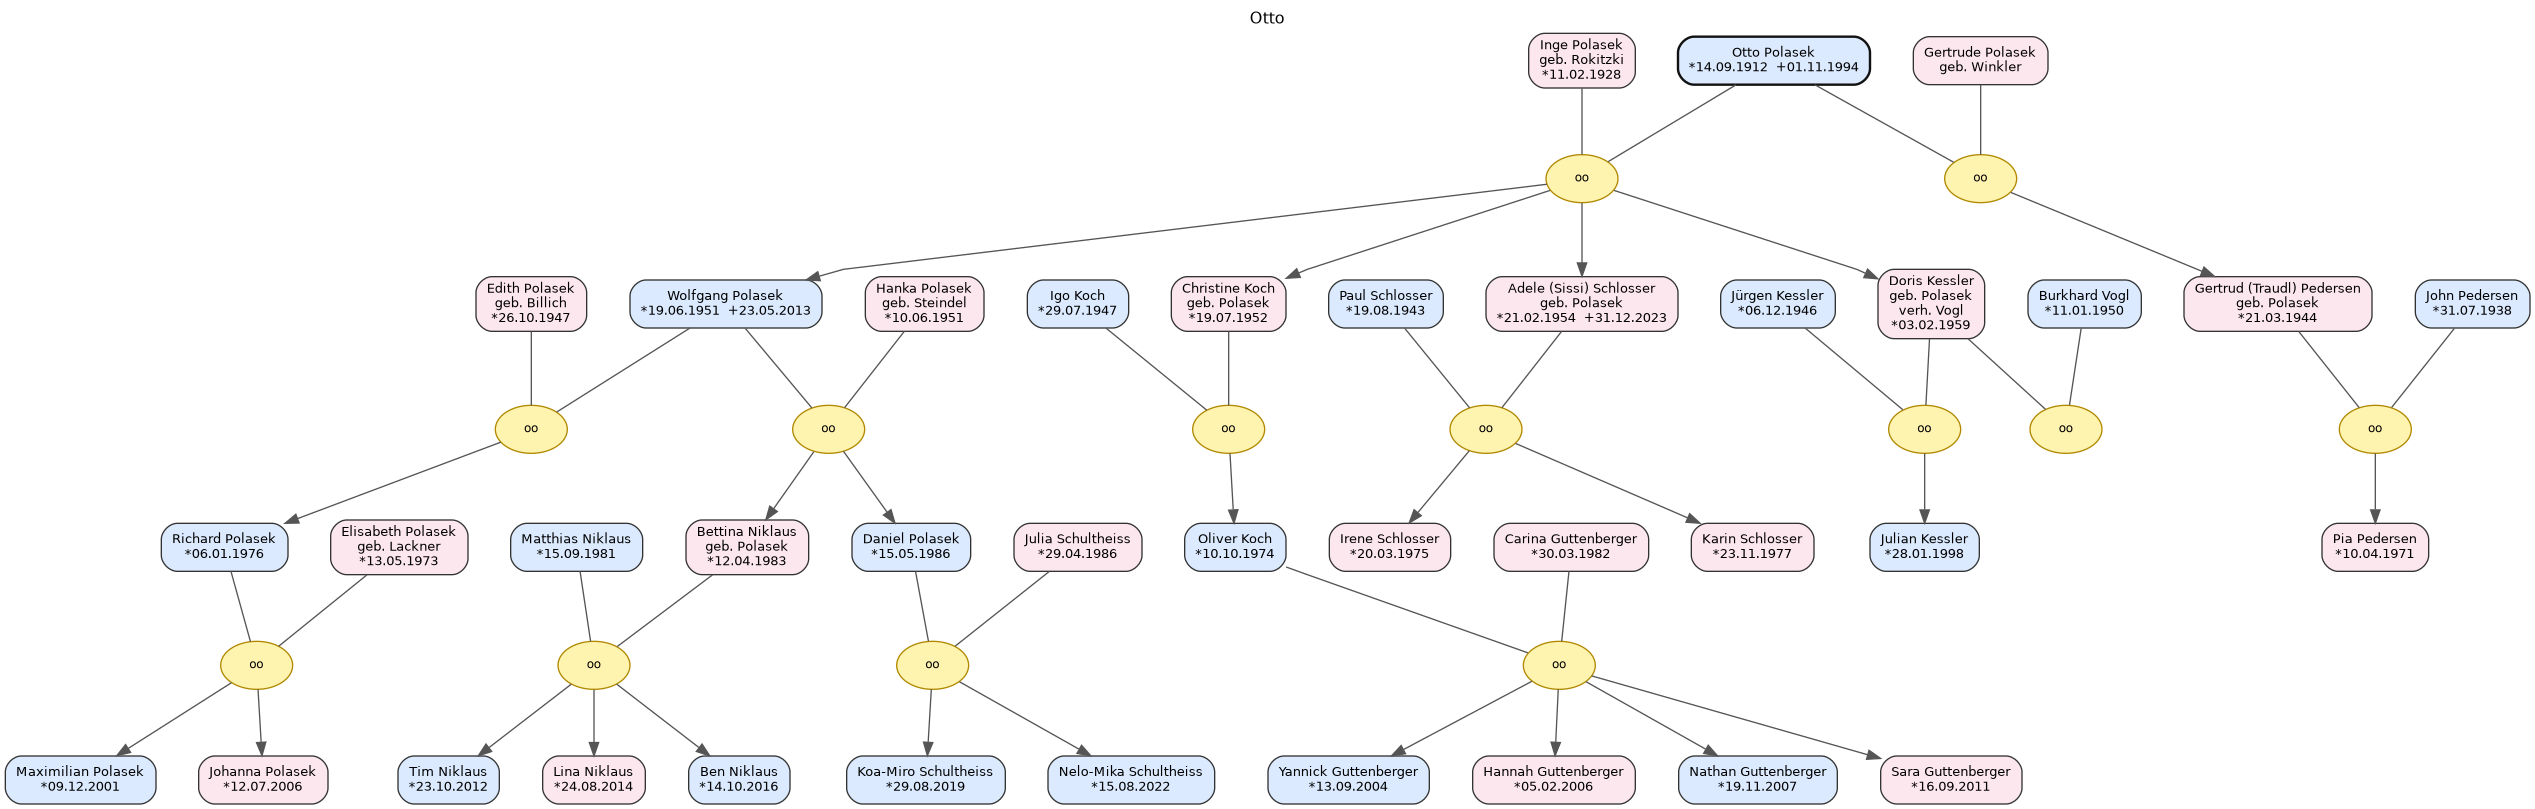 Otto
Inge Polasek
geb. Rokitzki
*11.02.1928
Otto Polasek
*14.09.1912  +01.11.1994
Gertrude Polasek
geb. Winkler
oo
oo
Edith Polasek
geb. Billich
*26.10.1947
Wolfgang Polasek
*19.06.1951  +23.05.2013
Hanka Polasek
geb. Steindel
*10.06.1951
Igo Koch
*29.07.1947
Christine Koch
geb. Polasek
*19.07.1952
Paul Schlosser
*19.08.1943
Adele (Sissi) Schlosser
geb. Polasek
*21.02.1954  +31.12.2023
Jürgen Kessler
*06.12.1946
Doris Kessler
geb. Polasek
verh. Vogl
*03.02.1959
Burkhard Vogl
*11.01.1950
Gertrud (Traudl) Pedersen
geb. Polasek
*21.03.1944
John Pedersen
*31.07.1938
oo
oo
oo
oo
oo
oo
oo
Richard Polasek
*06.01.1976
Elisabeth Polasek
geb. Lackner
*13.05.1973
Matthias Niklaus
*15.09.1981
Bettina Niklaus
geb. Polasek
*12.04.1983
Daniel Polasek
*15.05.1986
Julia Schultheiss
*29.04.1986
Oliver Koch
*10.10.1974
Irene Schlosser
*20.03.1975
Carina Guttenberger
*30.03.1982
Karin Schlosser
*23.11.1977
Julian Kessler
*28.01.1998
Pia Pedersen
*10.04.1971
oo
oo
oo
oo
Maximilian Polasek
*09.12.2001
Johanna Polasek
*12.07.2006
Tim Niklaus
*23.10.2012
Lina Niklaus
*24.08.2014
Ben Niklaus
*14.10.2016
Koa-Miro Schultheiss
*29.08.2019
Nelo-Mika Schultheiss
*15.08.2022
Yannick Guttenberger
*13.09.2004
Hannah Guttenberger
*05.02.2006
Nathan Guttenberger
*19.11.2007
Sara Guttenberger
*16.09.2011